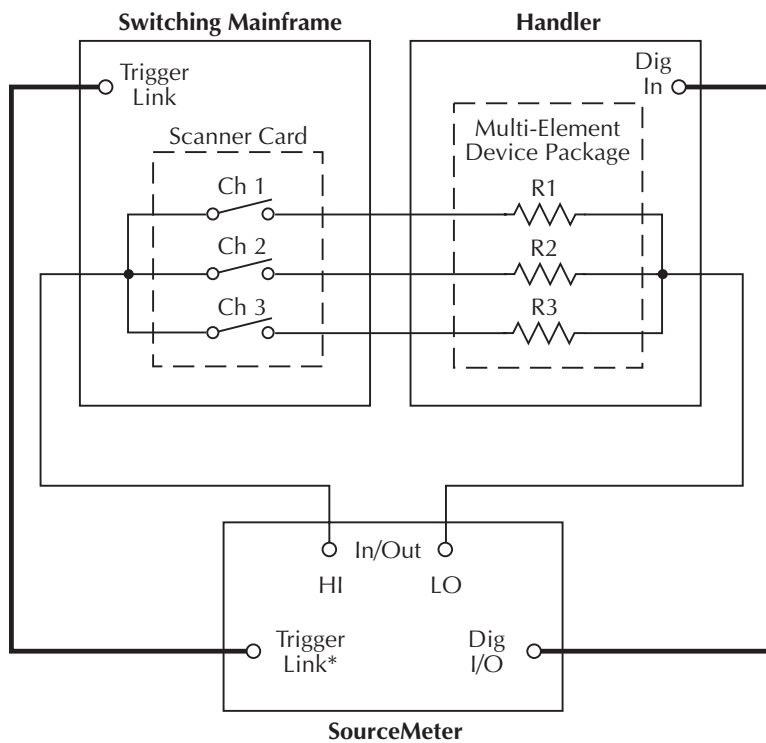 Switching Mainframe
Handler
Trigger
Link
Dig
In
Scanner Card
Multi-Element
Device Package
Ch 1
R1
Ch 2
R2
Ch 3
R3
In/Out
HI
LO
Trigger
Link*
Dig
I/O
SourceMeter